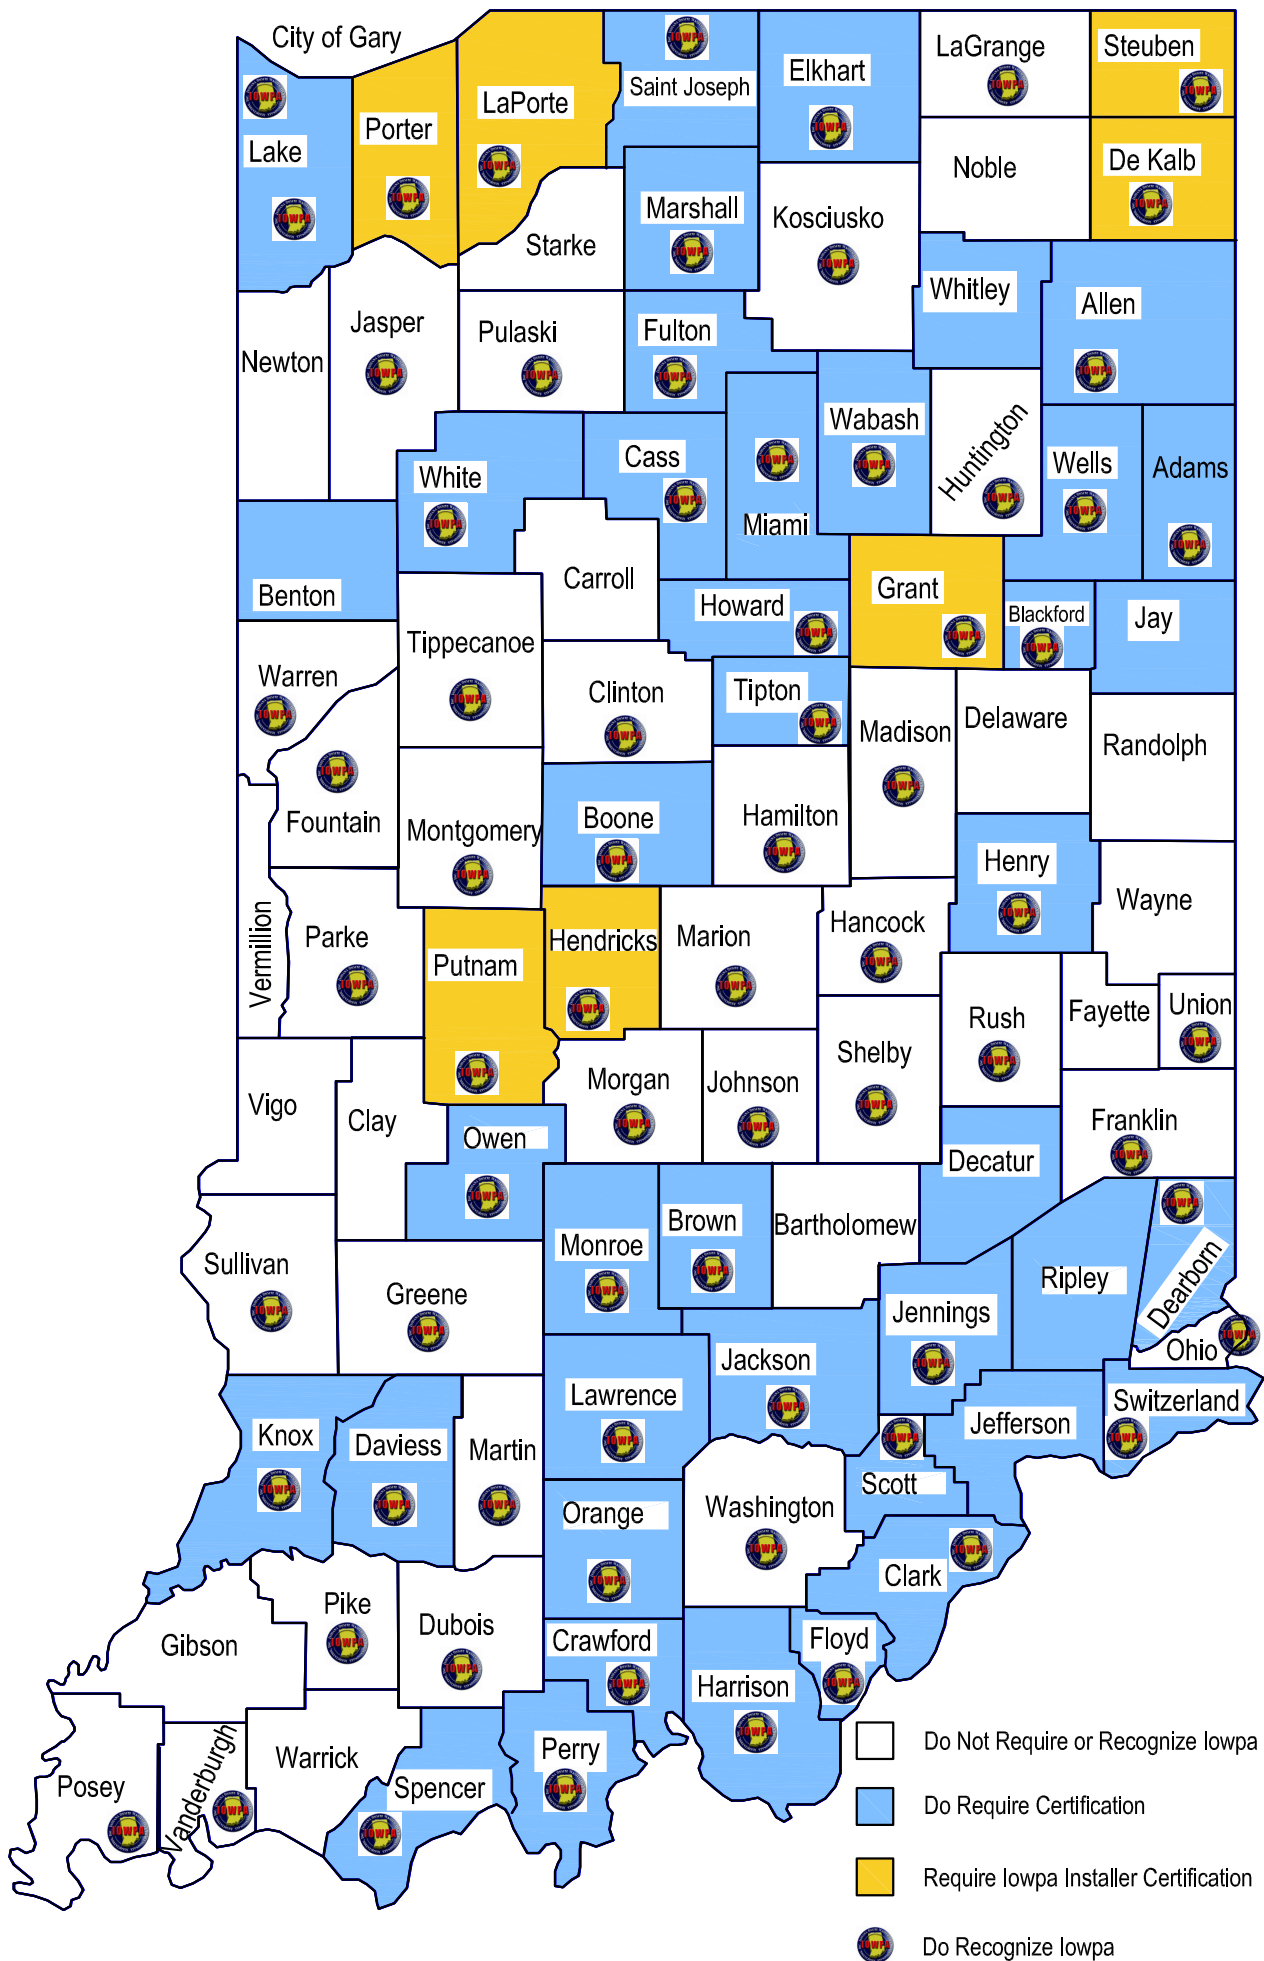 City of Gary
LaGrange
Steuben
Elkhart
Saint Joseph
LaPorte
Porter
Lake
Noble
De Kalb
Marshall
Kosciusko
Starke
Whitley
Allen
Jasper
Pulaski
Fulton
Newton
Wabash
Huntington
Cass
White
Wells
Adams
Miami
Carroll
Benton
Howard
Grant
Blackford
Jay
Tippecanoe
Warren
Clinton
Tipton
Madison
Delaware
Randolph
Fountain
Montgomery
Boone
Hamilton
Henry
Wayne
Vermillion
Parke
Putnam
Hendricks
Marion
Hancock
Rush
Fayette
Union
Shelby
Morgan
Johnson
Vigo
Clay
Franklin
Owen
Decatur
Brown
Bartholomew
Monroe
Sullivan
Greene
Ripley
Dearborn
Jennings
Ohio
Jackson
Lawrence
Switzerland
Jefferson
Knox
Daviess
Martin
Scott
Orange
Washington
Clark
Pike
Dubois
Gibson
Crawford
Floyd
Harrison
Warrick
Perry
Spencer
Posey
Vanderburgh
Do Not Require or Recognize Iowpa
Do Require Certification
Require Iowpa Installer Certification
Do Recognize Iowpa
IOWPA